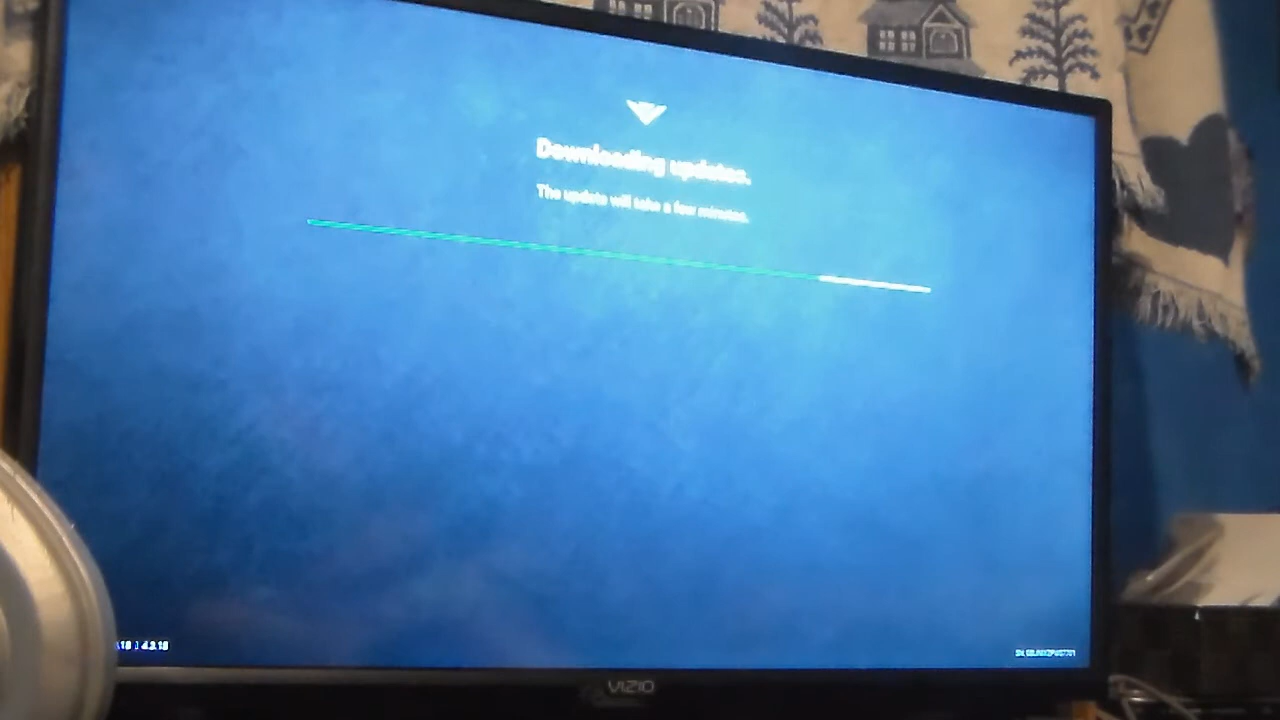 Downloading updates.
The update will take a few minutes.
VIZIO